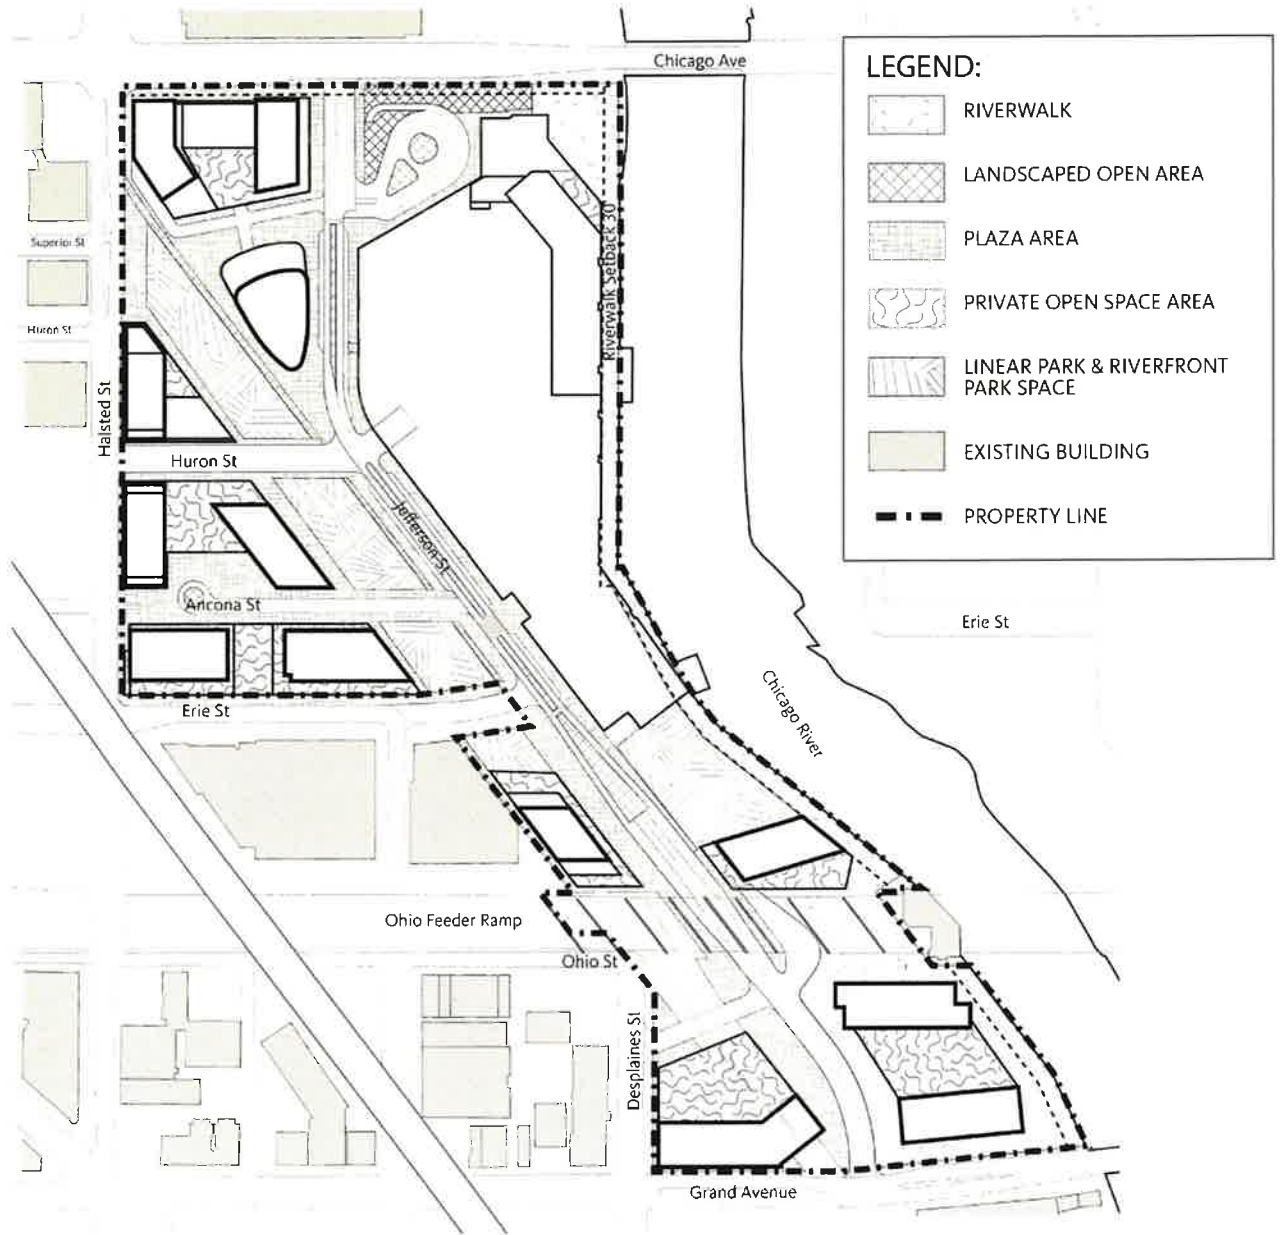 Chicago Ave
LEGEND:
RIVERWALK
LANDSCAPED OPEN AREA
PLAZA AREA
PRIVATE OPEN SPACE AREA
LINEAR PARK & RIVERFRONT
PARK SPACE
EXISTING BUILDING
PROPERTY LINE
Superior St
Huron St
Halsted St
Riverwalk Setback 30'
Huron St
Jefferson St
Ancona St
Erie St
Erie St
Chicago River
Ohio Feeder Ramp
Ohio St
Desplaines St
Grand Avenue